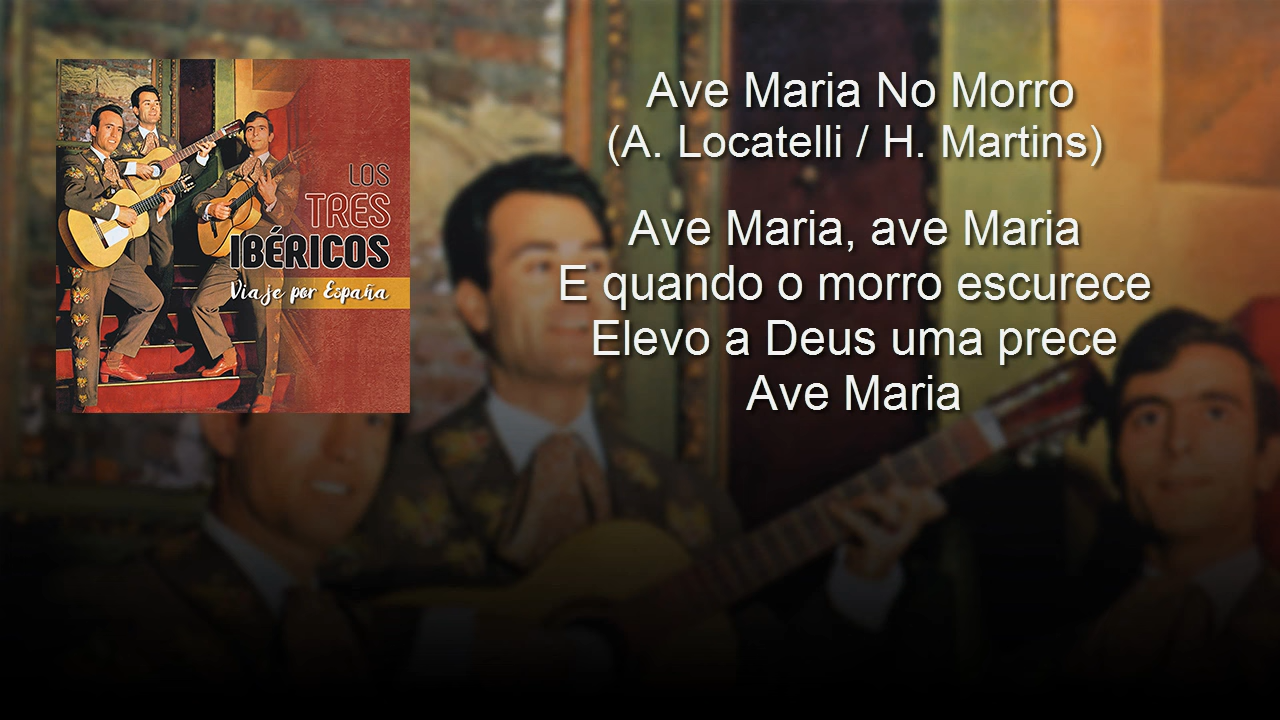 LOS
TRES
IBÉRICOS
Viaje por España
Ave Maria No Morro
(A. Locatelli / H. Martins)
Ave Maria, ave Maria
E quando o morro escurece
Elevo a Deus uma prece
Ave Maria